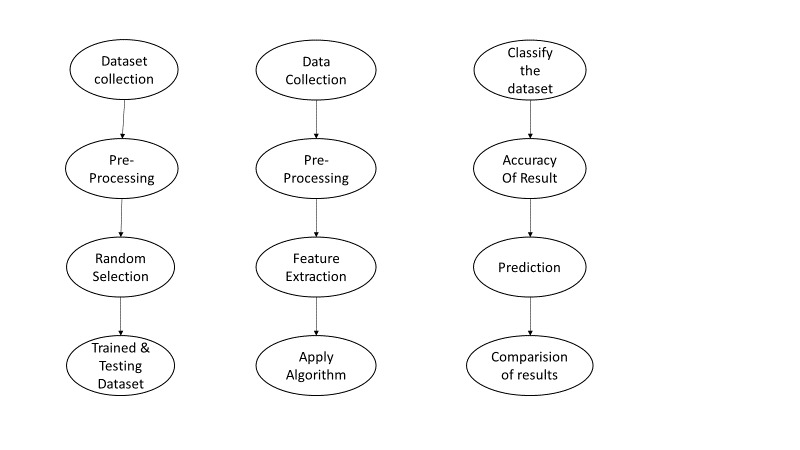 Dataset
collection
Pre-
Processing
Random
Selection
Trained &
Testing
Dataset
Data
Collection
Pre-
Processing
Feature
Extraction
Apply
Algorithm
Classify
the
dataset
Accuracy
Of Result
Prediction
Comparision
of results